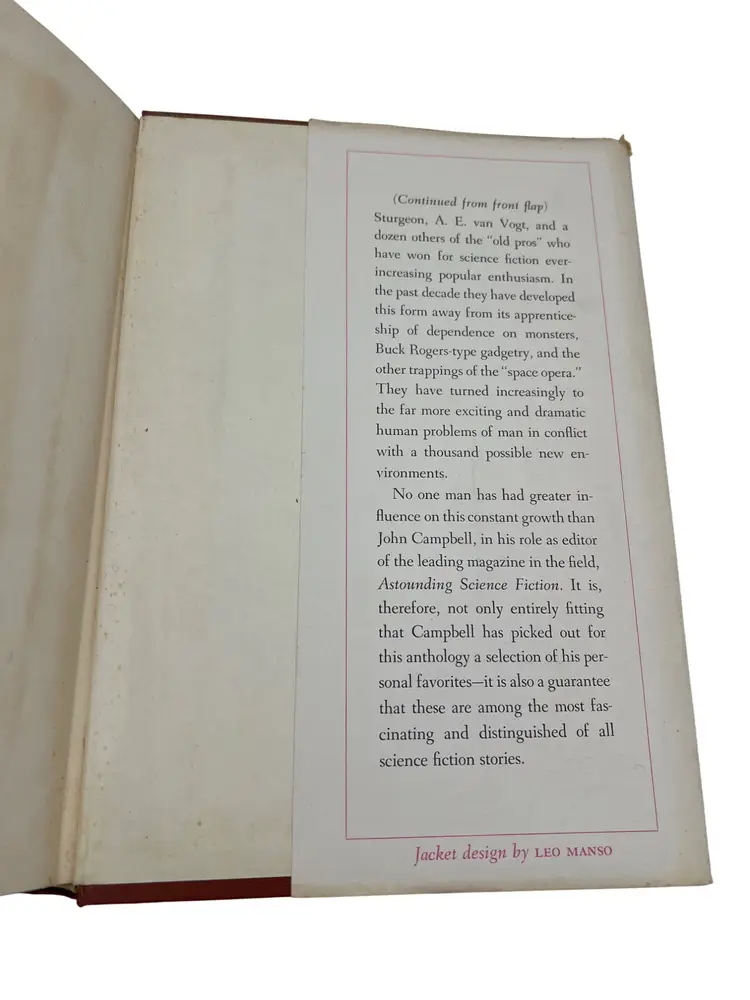 (Continued from front flap)
Sturgeon, A. E. van Vogt, and a
dozen others of the “old pros” who
have won for science fiction ever-
increasing popular enthusiasm. In
the past decade they have developed
this form away from its apprentice-
ship of dependence on monsters,
Buck Rogers-type gadgetry, and the
other trappings of the “space opera.”
They have turned increasingly to
the far more exciting and dramatic
human problems of man in conflict
with a thousand possible new en-
vironments.
No one man has had greater in-
fluence on this constant growth than
John Campbell, in his role as editor
of the leading magazine in the field,
Astounding Science Fiction. It is,
therefore, not only entirely fitting
that Campbell has picked out for
this anthology a selection of his per-
sonal favorites—it is also a guarantee
that these are among the most fas-
cinating and distinguished of all
science fiction stories.
Jacket design by LEO MANSO